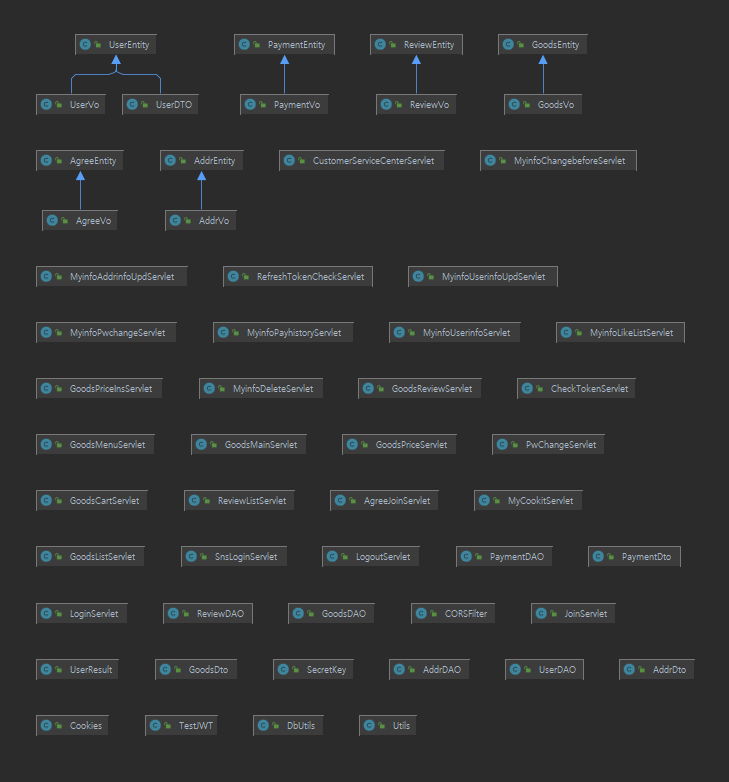 UserEntity PaymentEntity ReviewEntity GoodsEntity
UserVo UserDTO PaymentVo ReviewVo GoodsVo
AgreeEntity AddrEntity CustomerServiceCenterServlet MyinfoChangebeforeServlet
AgreeVo AddrVo
MyinfoAddrinfoUpdServlet RefreshTokenCheckServlet MyinfoUserinfoUpdServlet
MyinfoPwchangeServlet MyinfoPayhistoryServlet MyinfoUserinfoServlet MyinfoLikeListServlet
GoodsPriceInsServlet MyinfoDeleteServlet GoodsReviewServlet CheckTokenServlet
GoodsMenuServlet GoodsMainServlet GoodsPriceServlet PwChangeServlet
GoodsCartServlet ReviewListServlet AgreeJoinServlet MyCookitServlet
GoodsListServlet SnsLoginServlet LogoutServlet PaymentDAO PaymentDto
LoginServlet ReviewDAO GoodsDAO CORSFilter JoinServlet
UserResult GoodsDto SecretKey AddrDAO UserDAO AddrDto
Cookies TestJWT DbUtils Utils